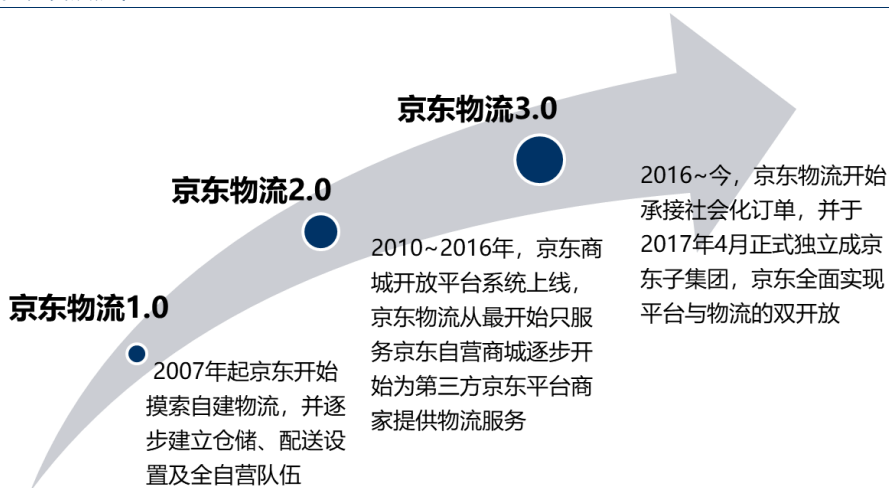 京东物流3.0
京东物流2.0
京东物流1.0
2007年起京东开始
摸索自建物流，并逐
步建立仓储、配送设
置及全自营队伍
2010~2016年，京东商
城开放平台系统上线，
京东物流从最开始只服
务京东自营商城逐步开
始为第三方京东平台商
家提供物流服务
2016~今，京东物流开始
承接社会化订单，并于
2017年4月正式独立成京
东子集团，京东全面实现
平台与物流的双开放